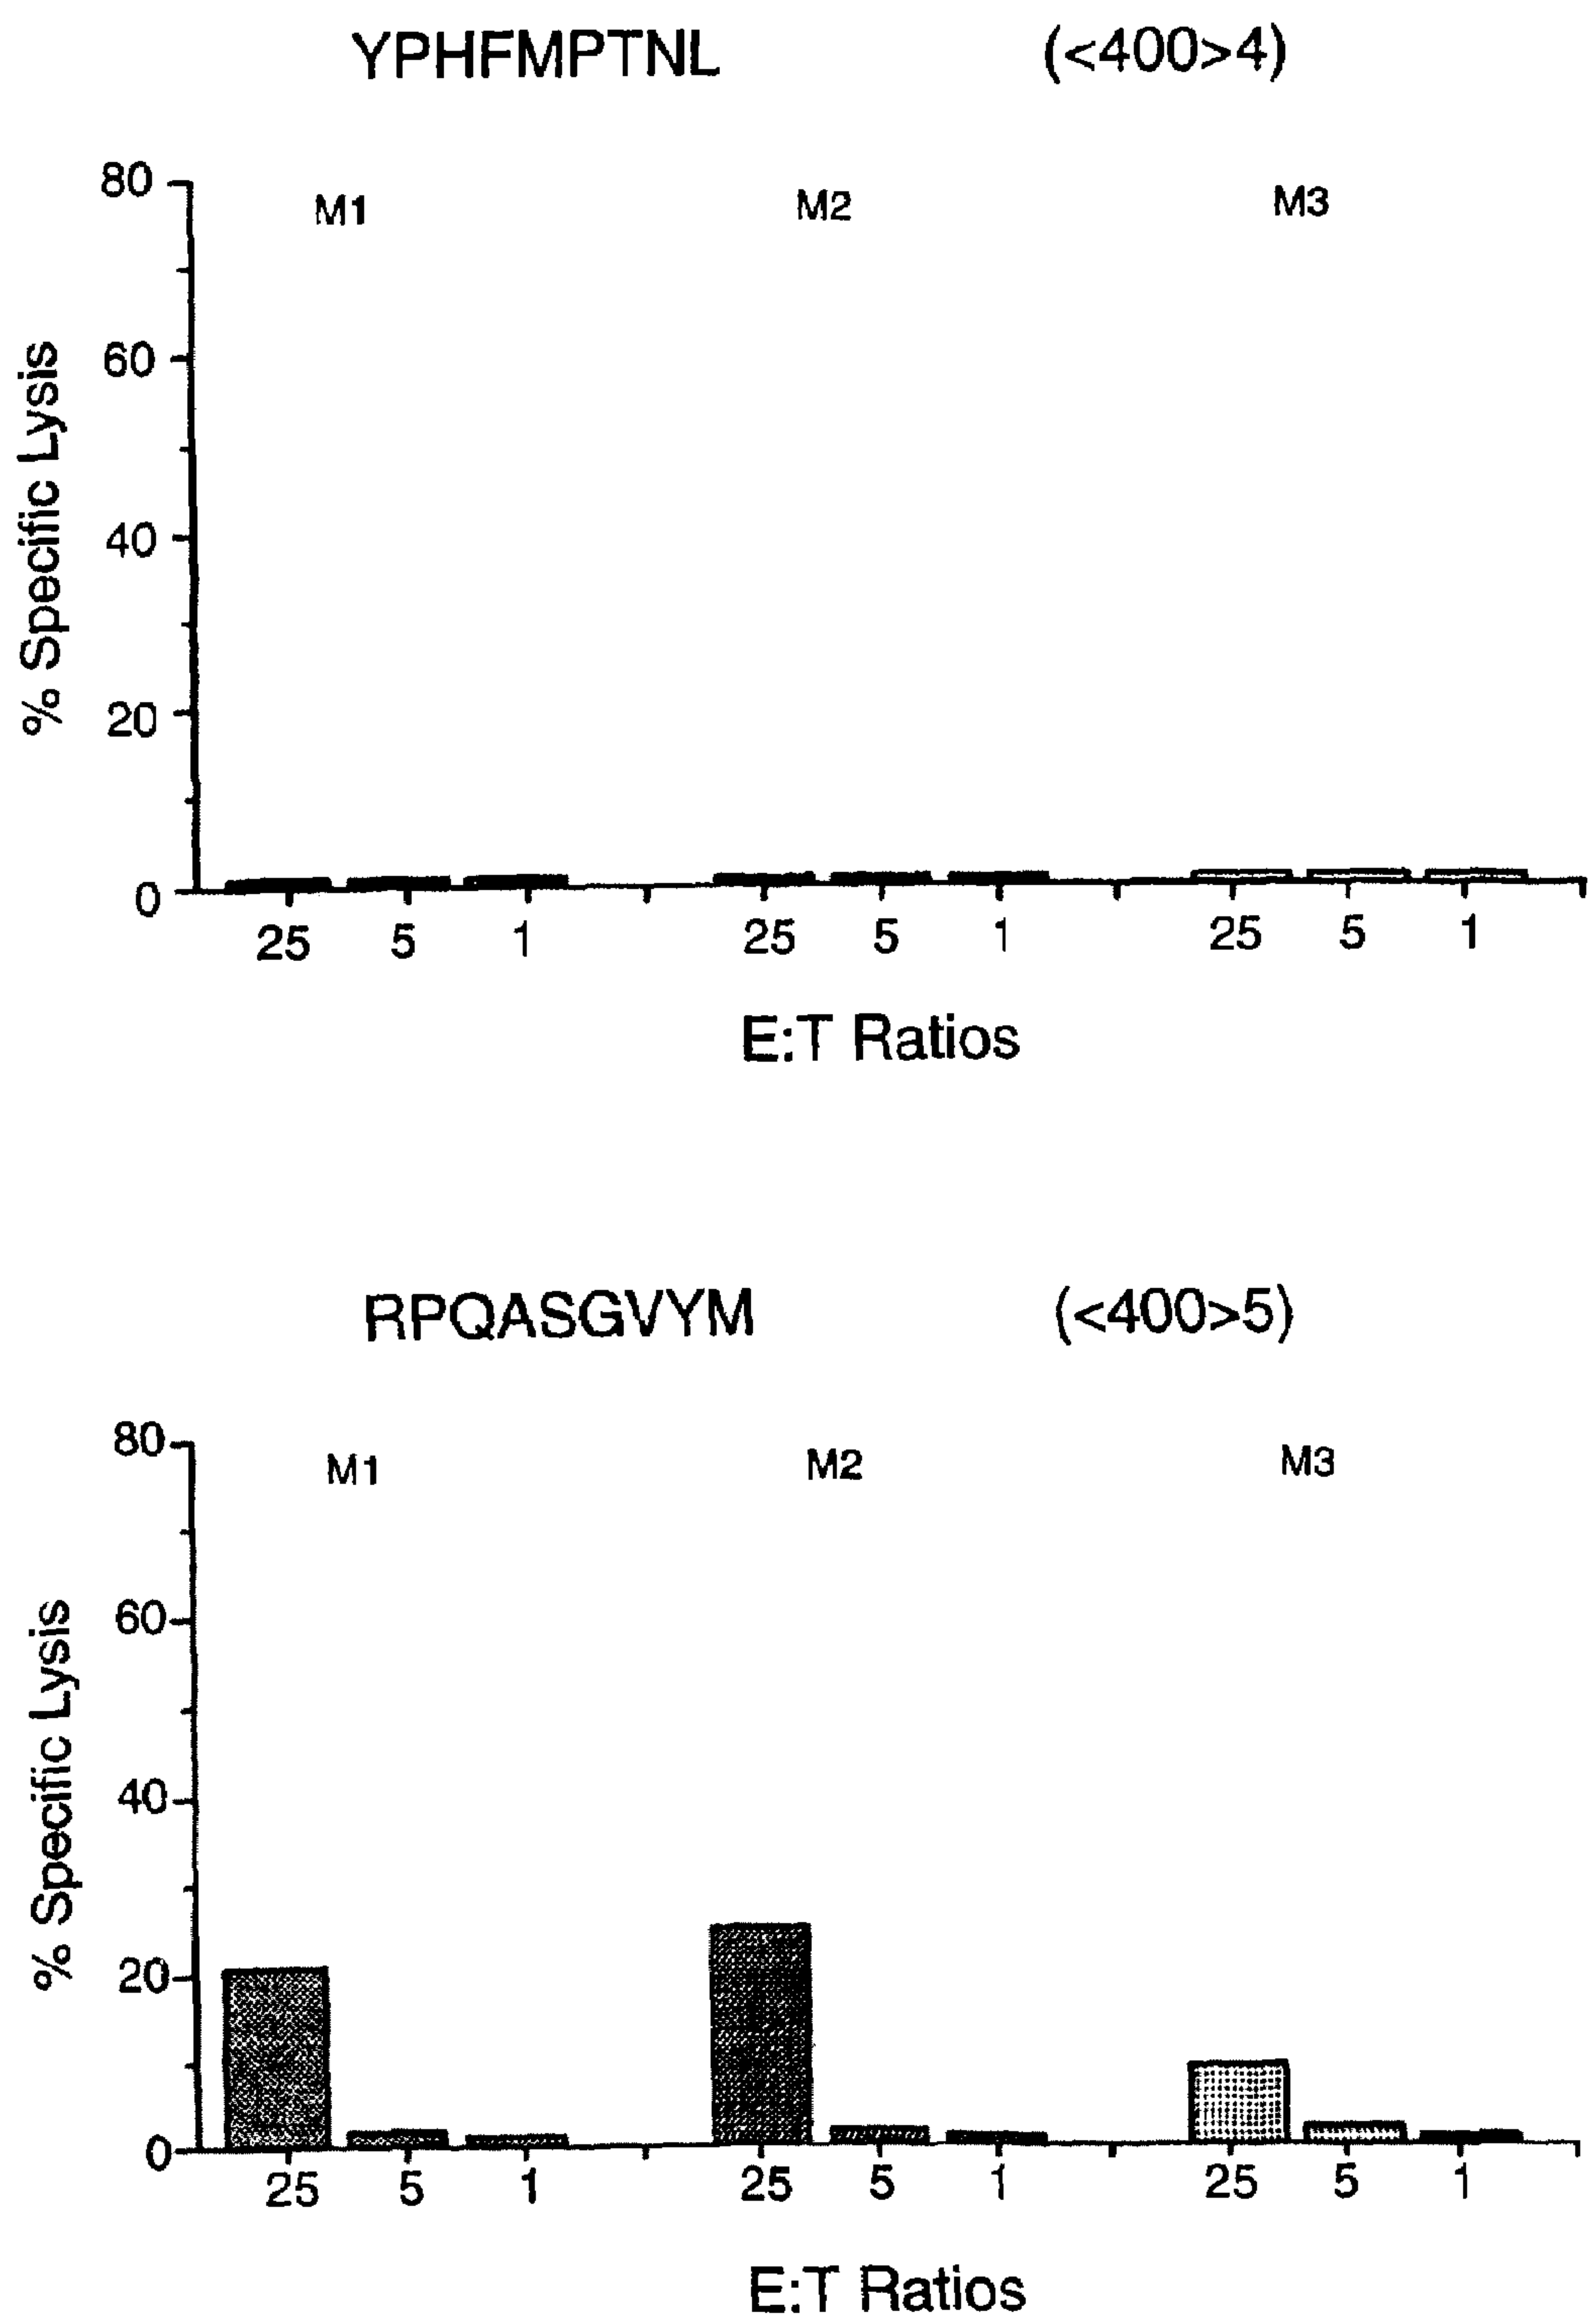 YPHFMPTNL (<400>4)
80 M1 M2 M3
60
40
20
0
% Specific Lysis
25 5 1 25 5 1 25 5 1
E:T Ratios
RPQASGVYM (<400>5)
80 M1 M2 M3
60
40
20
0
% Specific Lysis
25 5 1 25 5 1 25 5 1
E:T Ratios